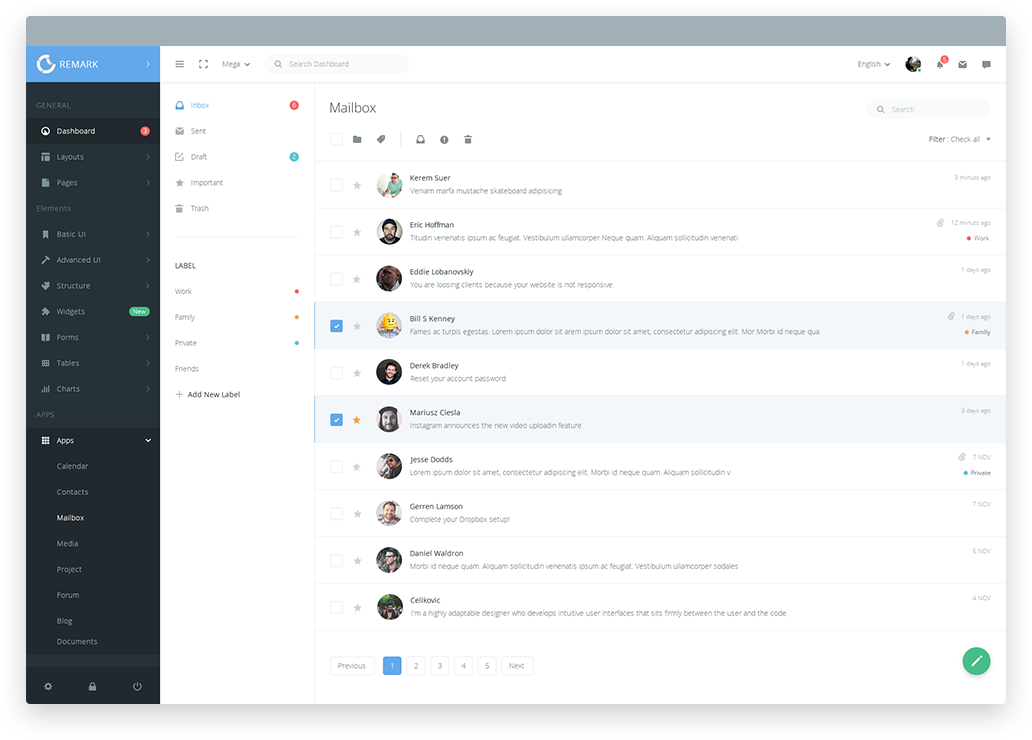 REMARK
Mega
Search Dashboard
English
5
GENERAL
Dashboard
3
Layouts
Pages
Elements
Basic UI
Advanced UI
Structure
Widgets
New
Forms
Tables
Charts
APPS
Apps
Calendar
Contacts
Mailbox
Media
Project
Forum
Blog
Documents
Inbox
6
Sent
Draft
2
Important
Trash
LABEL
Work
Family
Private
Friends
Add New Label
Mailbox
Search
Filter : Check all
Kerem Suer
3 minuts ago
Veniam marfa mustache skateboard adipisicing
Eric Hoffman
12 minuts ago
Titudin venenatis ipsum ac feugiat. Vestibulum ullamcorper Neque quam. Aliquam sollicitudin venenati
Work
Eddie Lobanovskiy
1 days ago
You are loosing clients because your website is not responsive.
Bill S Kenney
1 days ago
Fames ac turpis egestas. Lorem ipsum dolor sit arem ipsum dolor sit amet, consectetur adipiscing elit. Mor Morbi id neque qua
Family
Derek Bradley
1 days ago
Reset your account password
Mariusz Ciesla
3 days ago
Instagram announces the new video uploadin feature.
Jesse Dodds
7 NOV
Lorem ipsum dolor sit amet, consectetur adipiscing elit. Morbi id neque quam. Aliquam sollicitudin v
Private
Gerren Lamson
7 NOV
Complete your Dropbox setup!
Daniel Waldron
5 NOV
Morbi id neque quam. Aliquam sollicitudin venenatis ipsum ac feugiat. Vestibulum ullamcorper sodales
Celikovic
4 NOV
I'm a highly adaptable designer who develops intuitive user interfaces that sits firmly between the user and the code.
Previous 1 2 3 4 5 Next